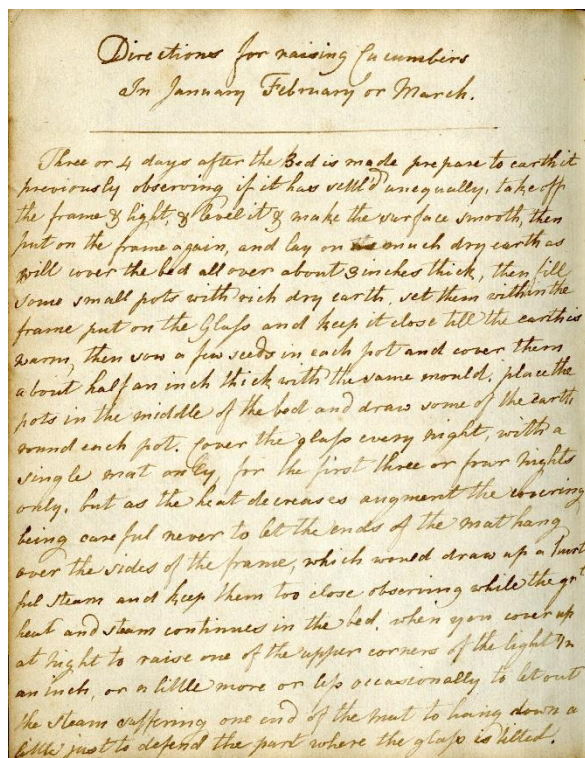 Directions for raising Cucumbers
In January February or March.
Three or 4 days after the Bed is made prepare to earth it
previously observing if it has settl'd unequally, take off
the frame & light, & level it & make the surface smooth, then
put on the frame again, and lay on much dry earth as
will cover the bed all over about 3 inches thick, then fill
some small pots with rich dry earth, set them within the
frame put on the Glass and keep it close till the earth is
warm, then sow a few seeds in each pot and cover them
about half an inch thick with the same mould, place the
pots in the middle of the bed and draw some of the earth
round each pot. Cover the glass every night, with a
single mat only for the first three or four nights
only. but as the heat decreases augment the covering
being careful never to let the ends of the mat hang
over the sides of the frame, which would draw up a hurt
ful steam and keep them too close observing while the grt
heat and steam continues in the bed. when you cover up
at night to raise one of the upper corners of the light
an inch, or a little more or less occasionally to let out
the steam suffering one end of the mat to hang down a
little just to defend the part where the glass is tilted.